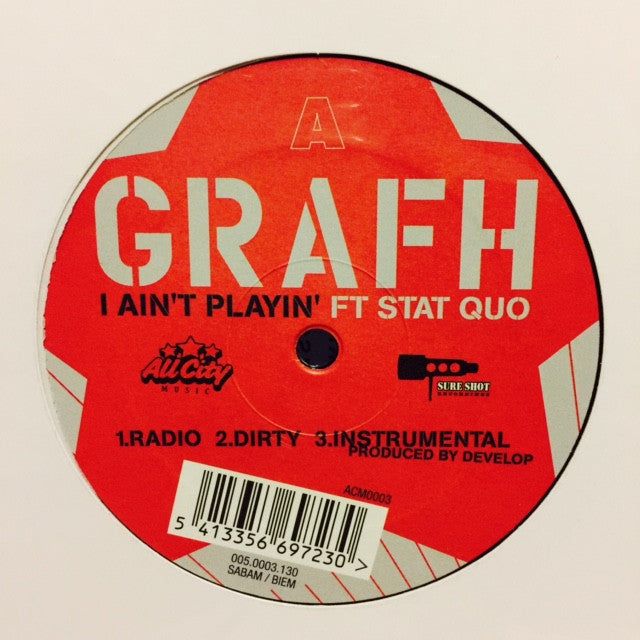 A
GRAFH
I AIN'T PLAYIN' FT STAT QUO
All City
MUSIC
SURE SHOT
RECORDINGS
1.RADIO 2.DIRTY 3.INSTRUMENTAL
PRODUCED BY DEVELOP
ACM0003
5 413356 697230 >
005.0003.130
SABAM / BIEM